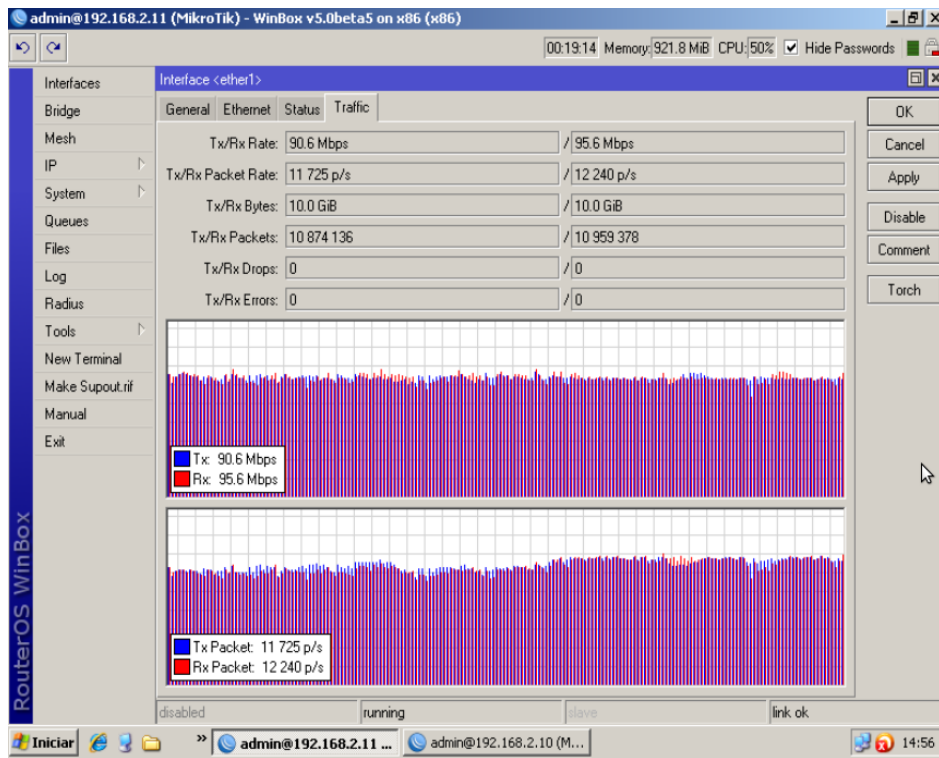 admin@192.168.2.11 (MikroTik) - WinBox v5.0beta5 on x86 (x86)
00:19:14 Memory: 921.8 MiB CPU: 50% Hide Passwords
Interfaces
Bridge
Mesh
IP
System
Queues
Files
Log
Radius
Tools
New Terminal
Make Supout.rif
Manual
Exit
RouterOS WinBox
Interface <ether1>
General Ethernet Status Traffic
Tx/Rx Rate: 90.6 Mbps / 95.6 Mbps
Tx/Rx Packet Rate: 11 725 p/s / 12 240 p/s
Tx/Rx Bytes: 10.0 GiB / 10.0 GiB
Tx/Rx Packets: 10 874 136 / 10 959 378
Tx/Rx Drops: 0 / 0
Tx/Rx Errors: 0 / 0
Tx: 90.6 Mbps
Rx: 95.6 Mbps
Tx Packet: 11 725 p/s
Rx Packet: 12 240 p/s
OK
Cancel
Apply
Disable
Comment
Torch
disabled running slave link ok
Iniciar » admin@192.168.2.11 ... admin@192.168.2.10 (M... 14:56